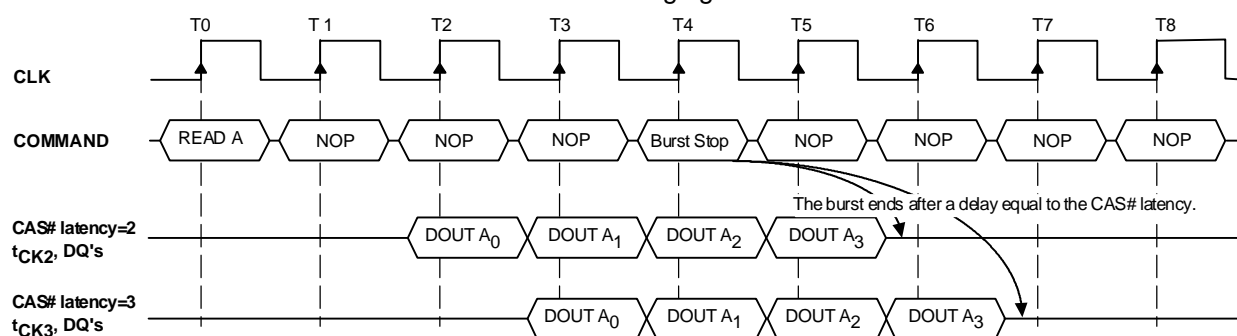 T0 T1 T2 T3 T4 T5 T6 T7 T8
CLK
COMMAND READ A NOP NOP NOP Burst Stop NOP NOP NOP NOP
The burst ends after a delay equal to the CAS# latency.
CAS# latency=2
tCK2, DQ's DOUT A0 DOUT A1 DOUT A2 DOUT A3
CAS# latency=3
tCK3, DQ's DOUT A0 DOUT A1 DOUT A2 DOUT A3